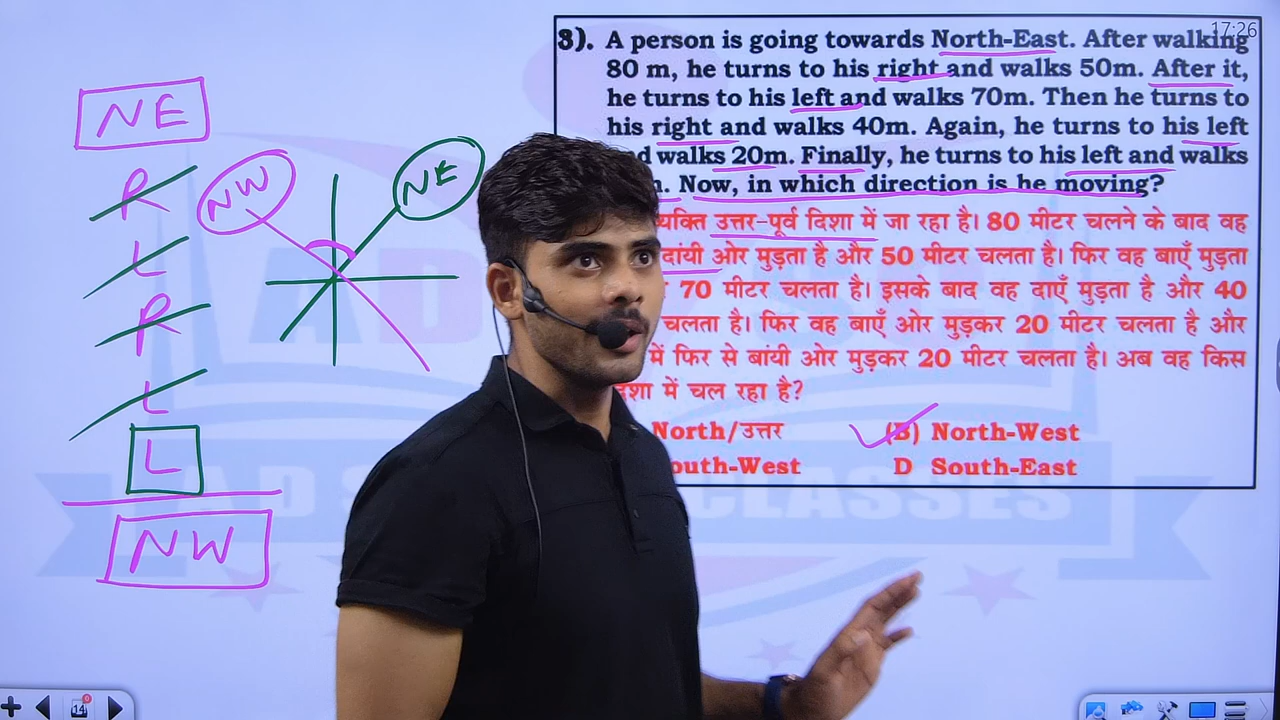 17:26
3). A person is going towards North-East. After walking
80 m, he turns to his right and walks 50m. After it,
he turns to his left and walks 70m. Then he turns to
his right and walks 40m. Again, he turns to his left
walks 20m. Finally, he turns to his left and walks
Now, in which direction is he moving?
उत्तर-पूर्व दिशा में जा रहा है। 80 मीटर चलने के बाद वह
दांयी ओर मुड़ता है और 50 मीटर चलता है। फिर वह बाएँ मुड़ता
70 मीटर चलता है। इसके बाद वह दाएँ मुड़ता है और 40
चलता है। फिर वह बाएँ ओर मुड़कर 20 मीटर चलता है और
में फिर से बांयी ओर मुड़कर 20 मीटर चलता है। अब वह किस
में चल रहा है?
North/उत्तर (B) North-West
South-West D South-East
NE
R
L
R
L
L
NW
NW
NE
14